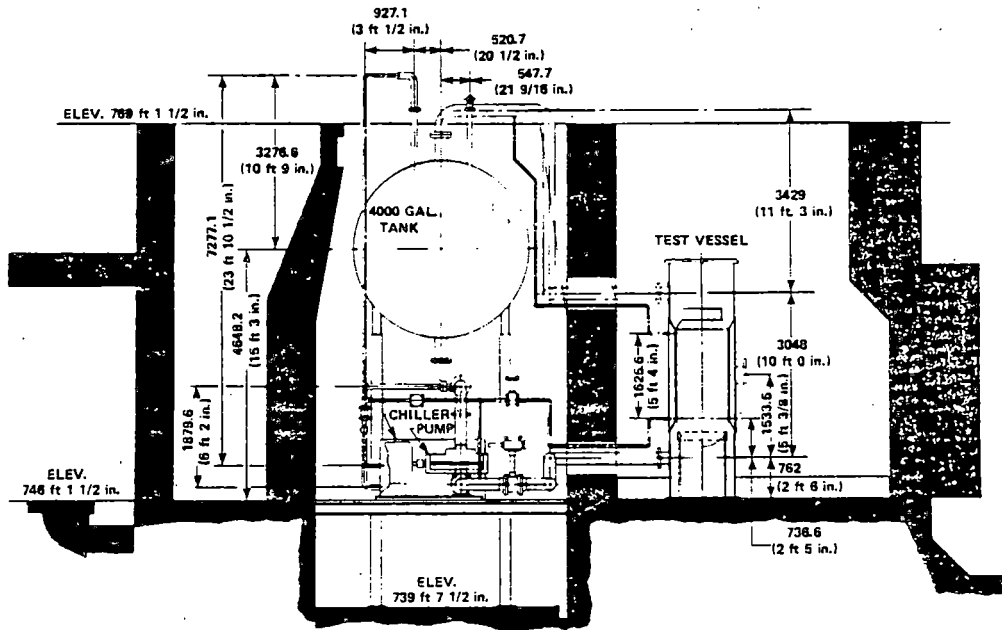 927.1
(3 ft 1/2 in.)
520.7
(20 1/2 in.)
547.7
(21 9/16 in.)
ELEV. 769 ft 1 1/2 in.
3276.6
(10 ft 9 in.)
7277.1
(23 ft 10 1/2 in.)
4648.2
(15 ft 3 in.)
4000 GAL.
TANK
3429
(11 ft. 3 in.)
TEST VESSEL
1625.6
(5 ft 4 in.)
3048
(10 ft 0 in.)
1533.6
(5 ft 3/8 in.)
1879.6
(6 ft 2 in.)
CHILLER
PUMP
ELEV.
746 ft 1 1/2 in.
762
(2 ft 6 in.)
736.6
(2 ft 5 in.)
ELEV.
739 ft 7 1/2 in.